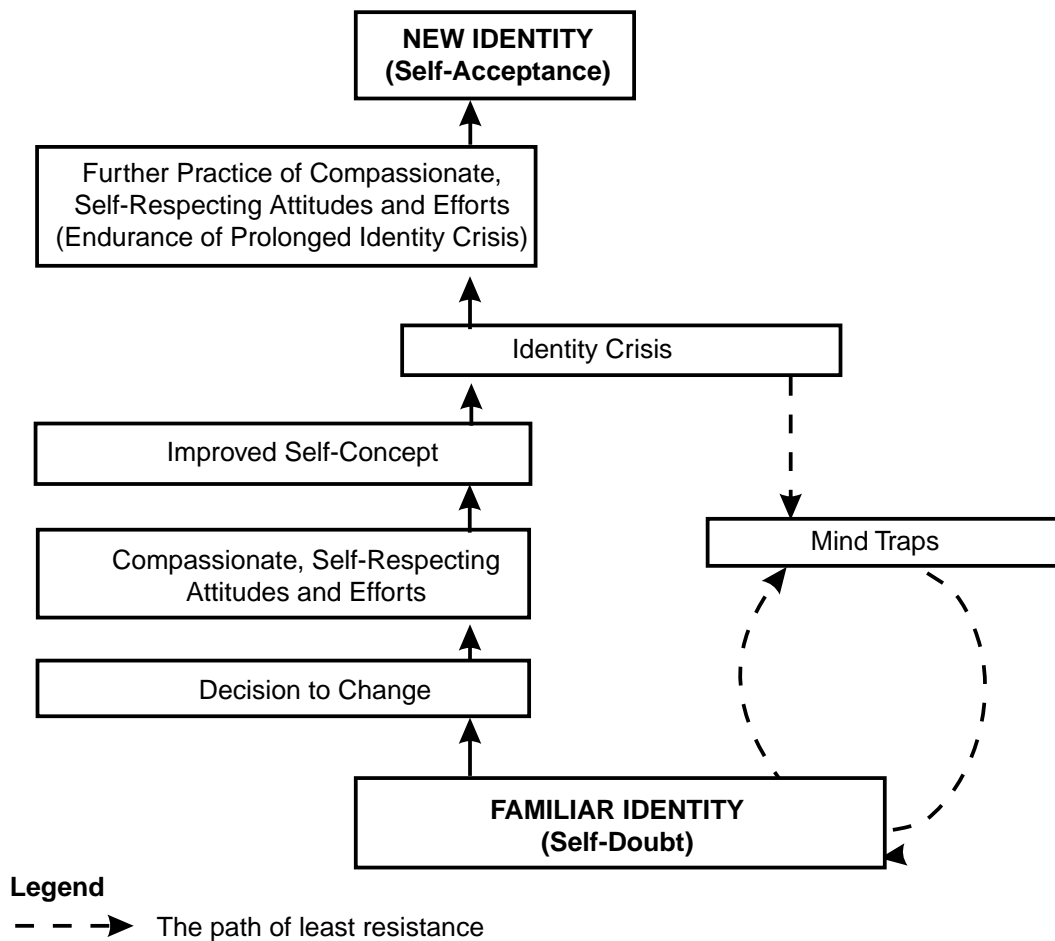 NEW IDENTITY
(Self-Acceptance)
Further Practice of Compassionate,
Self-Respecting Attitudes and Efforts
(Endurance of Prolonged Identity Crisis)
Identity Crisis
Improved Self-Concept
Mind Traps
Compassionate, Self-Respecting
Attitudes and Efforts
Decision to Change
FAMILIAR IDENTITY
(Self-Doubt)
Legend
The path of least resistance